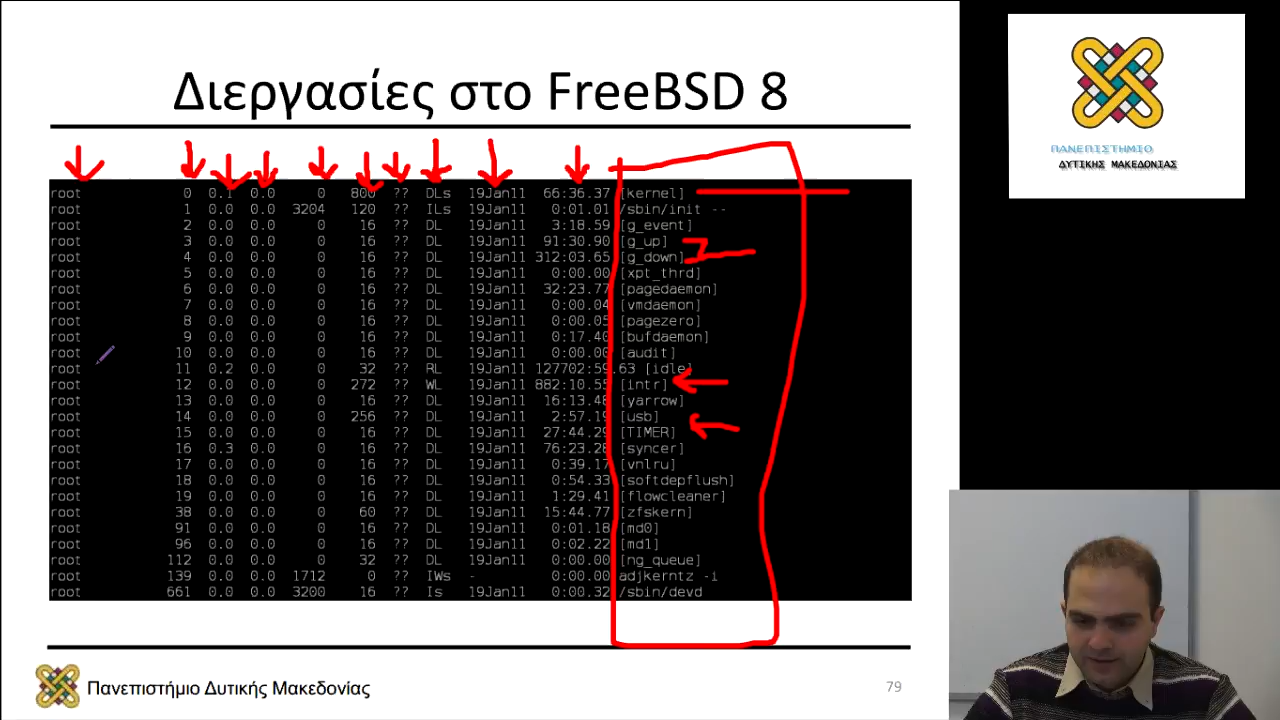 Διεργασίες στο FreeBSD 8
ΠΑΝΕΠΙΣΤΗΜΙΟ
ΔΥΤΙΚΗΣ ΜΑΚΕΔΟΝΙΑΣ
root 0 0.1 0.0 0 800 ?? DLs 19Jan11 66:36.37 [kernel]
root 1 0.0 0.0 3204 120 ?? ILs 19Jan11 0:01.01 /sbin/init --
root 2 0.0 0.0 0 16 ?? DL 19Jan11 3:18.59 [g_event]
root 3 0.0 0.0 0 16 ?? DL 19Jan11 91:30.90 [g_up]
root 4 0.0 0.0 0 16 ?? DL 19Jan11 312:03.65 [g_down]
root 5 0.0 0.0 0 16 ?? DL 19Jan11 0:00.00 [xpt_thrd]
root 6 0.0 0.0 0 16 ?? DL 19Jan11 32:23.77 [pagedaemon]
root 7 0.0 0.0 0 16 ?? DL 19Jan11 0:00.04 [vmdaemon]
root 8 0.0 0.0 0 16 ?? DL 19Jan11 0:00.05 [pagezero]
root 9 0.0 0.0 0 16 ?? DL 19Jan11 0:17.40 [bufdaemon]
root 10 0.0 0.0 0 16 ?? DL 19Jan11 0:00.00 [audit]
root 11 0.2 0.0 0 32 ?? RL 19Jan11 127702:59.63 [idle]
root 12 0.0 0.0 0 272 ?? WL 19Jan11 882:10.55 [intr]
root 13 0.0 0.0 0 16 ?? DL 19Jan11 16:13.48 [yarrow]
root 14 0.0 0.0 0 256 ?? DL 19Jan11 2:57.19 [usb]
root 15 0.0 0.0 0 16 ?? DL 19Jan11 27:44.29 [TIMER]
root 16 0.3 0.0 0 16 ?? DL 19Jan11 76:23.28 [syncer]
root 17 0.0 0.0 0 16 ?? DL 19Jan11 0:39.17 [vnlru]
root 18 0.0 0.0 0 16 ?? DL 19Jan11 0:54.33 [softdepflush]
root 19 0.0 0.0 0 16 ?? DL 19Jan11 1:29.41 [flowcleaner]
root 38 0.0 0.0 0 60 ?? DL 19Jan11 15:44.77 [zfskern]
root 91 0.0 0.0 0 16 ?? DL 19Jan11 0:01.18 [md0]
root 96 0.0 0.0 0 16 ?? DL 19Jan11 0:02.22 [md1]
root 112 0.0 0.0 0 32 ?? DL 19Jan11 0:00.00 [ng_queue]
root 139 0.0 0.0 1712 0 ?? IWs - 0:00.00 adjkerntz -i
root 661 0.0 0.0 3200 16 ?? Is 19Jan11 0:00.32 /sbin/devd
Πανεπιστήμιο Δυτικής Μακεδονίας
79